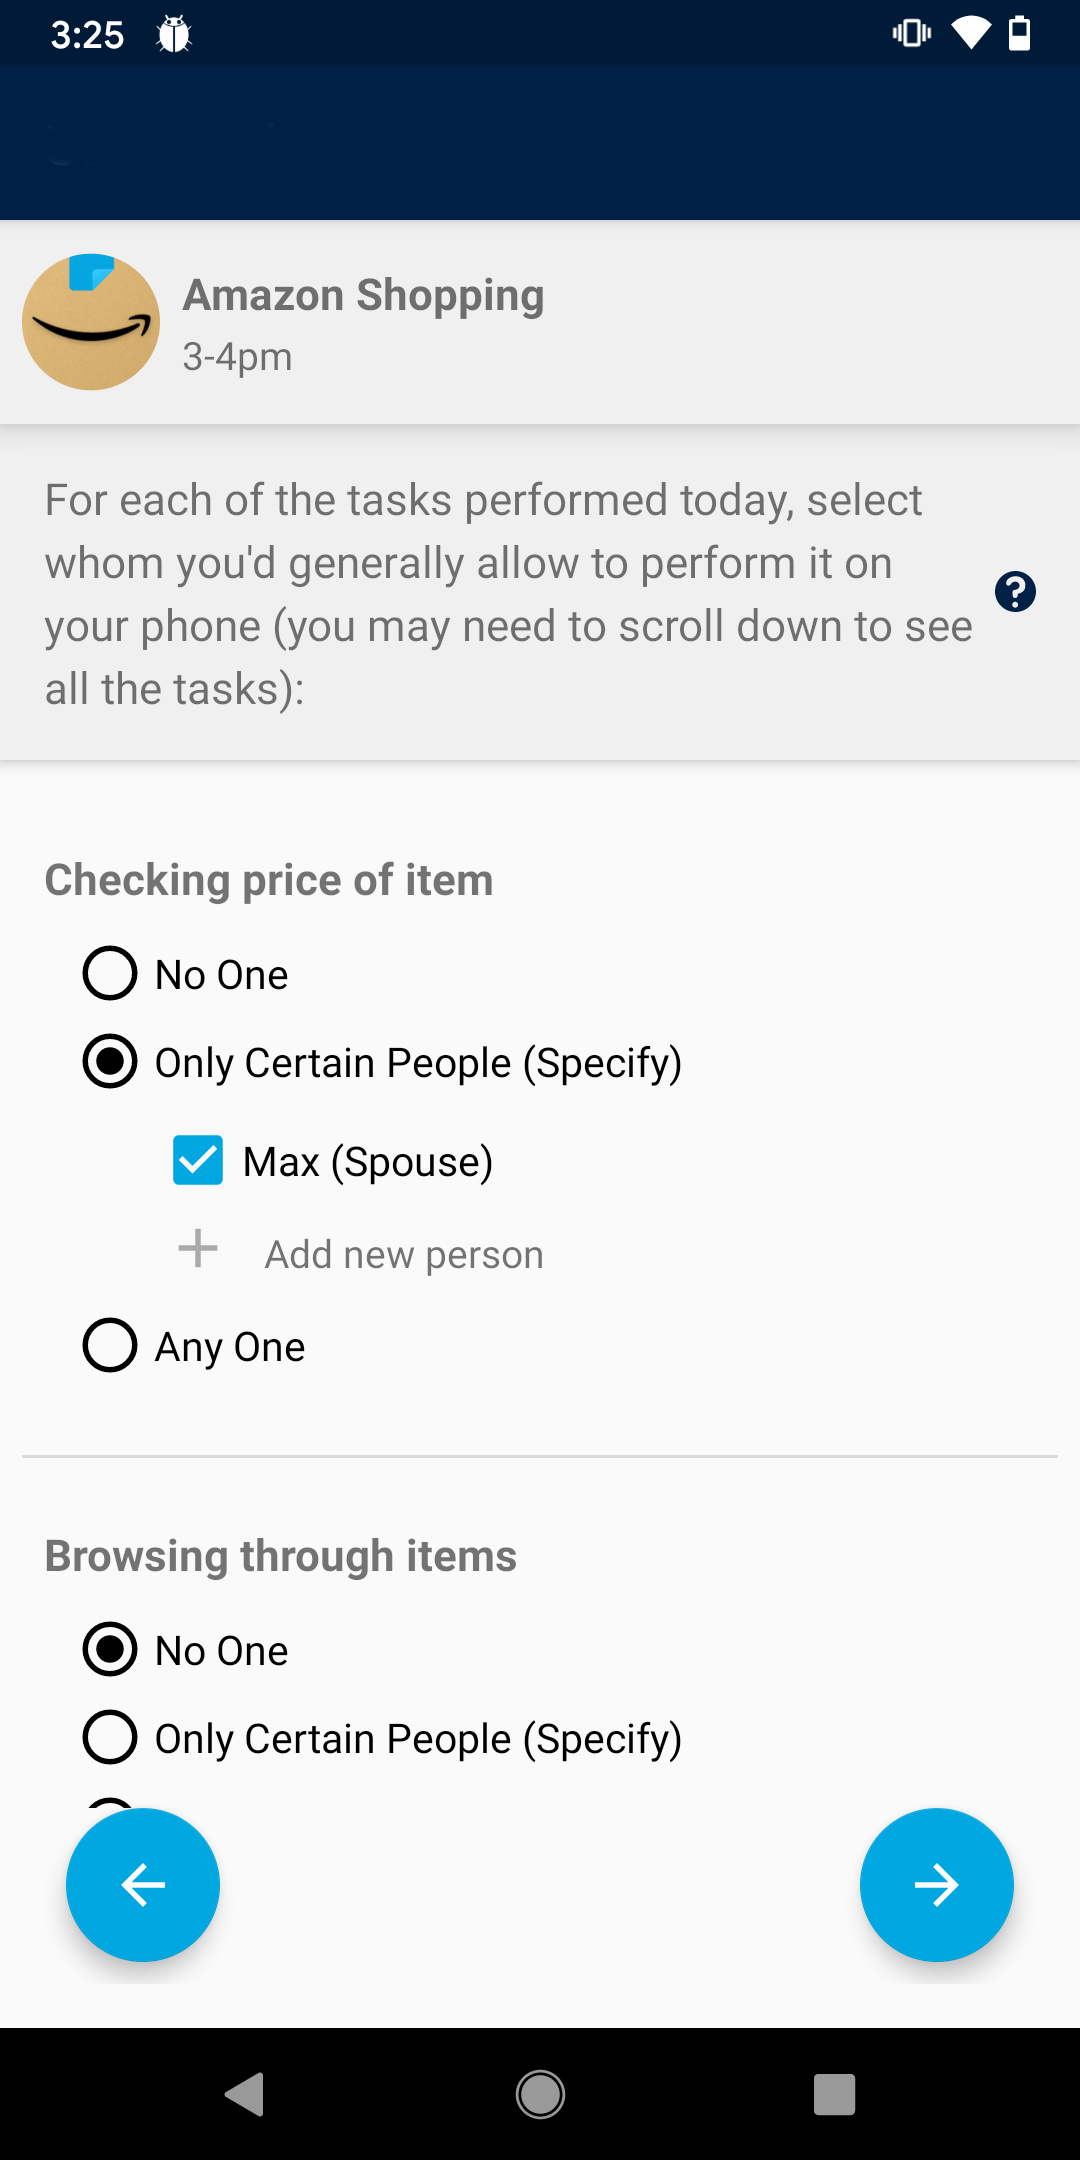 3:25
Amazon Shopping
3-4pm
For each of the tasks performed today, select
whom you'd generally allow to perform it on
your phone (you may need to scroll down to see
all the tasks):
?
Checking price of item
No One
Only Certain People (Specify)
Max (Spouse)
+ Add new person
Any One
Browsing through items
No One
Only Certain People (Specify)